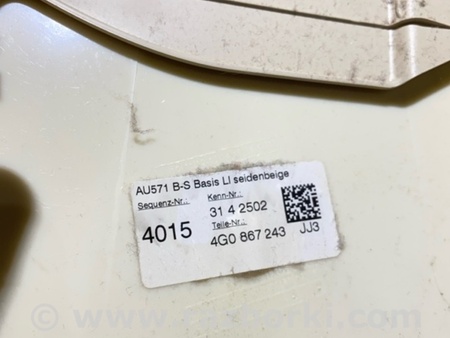 AU571 B-S Basis LI seidenbeige
Sequenz-Nr.: Kenn-Nr.:
4015 31 4 2502
Teile-Nr.:
4G0 867 243 JJ3